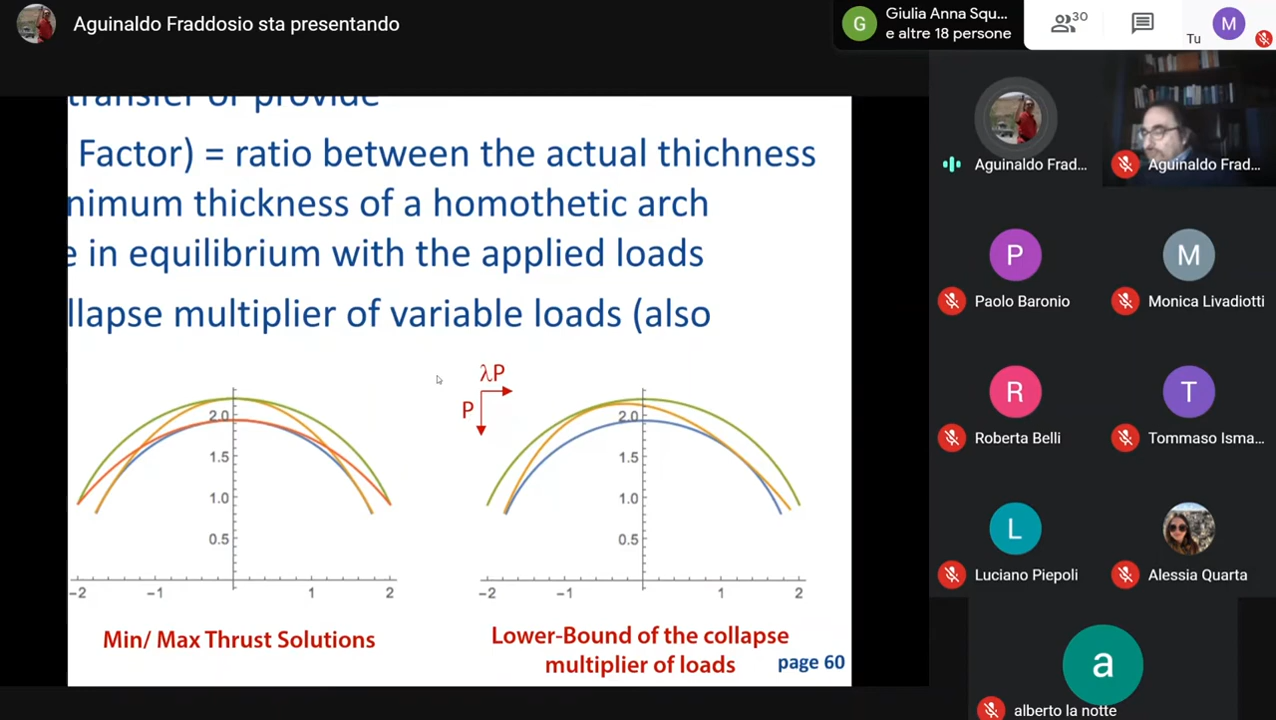 Aguinaldo Fraddosio sta presentando
Giulia Anna Squ...
e altre 18 persone
G
30
Tu
M
transfer or provide
Factor) = ratio between the actual thichness
nimum thickness of a homothetic arch
e in equilibrium with the applied loads
llapse multiplier of variable loads (also
λP
P
2.0
1.5
1.0
0.5
-2 -1 1 2
2.0
1.5
1.0
0.5
-2 -1 1 2
Min/ Max Thrust Solutions
Lower-Bound of the collapse
multiplier of loads
page 60
Aguinaldo Frad...
Aguinaldo Frad...
P
Paolo Baronio
M
Monica Livadiotti
R
Roberta Belli
T
Tommaso Isma...
L
Luciano Piepoli
Alessia Quarta
a
alberto la notte